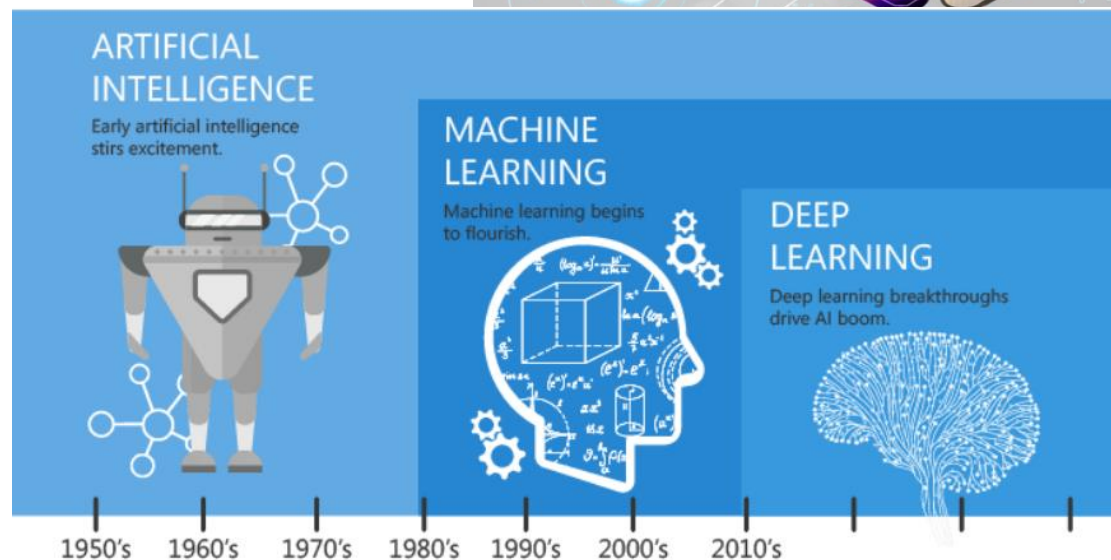 ARTIFICIAL
INTELLIGENCE
Early artificial intelligence
stirs excitement.
MACHINE
LEARNING
Machine learning begins
to flourish.
DEEP
LEARNING
Deep learning breakthroughs
drive AI boom.
1950's 1960's 1970's 1980's 1990's 2000's 2010's